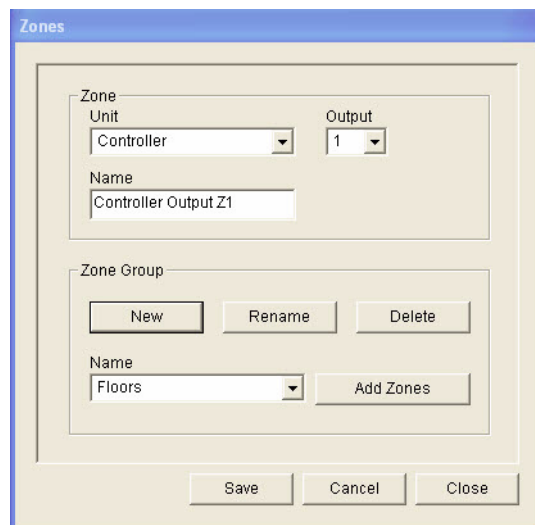 Zones
Zone
Unit Output
Controller 1
Name
Controller Output Z1
Zone Group
New Rename Delete
Name
Floors Add Zones
Save Cancel Close